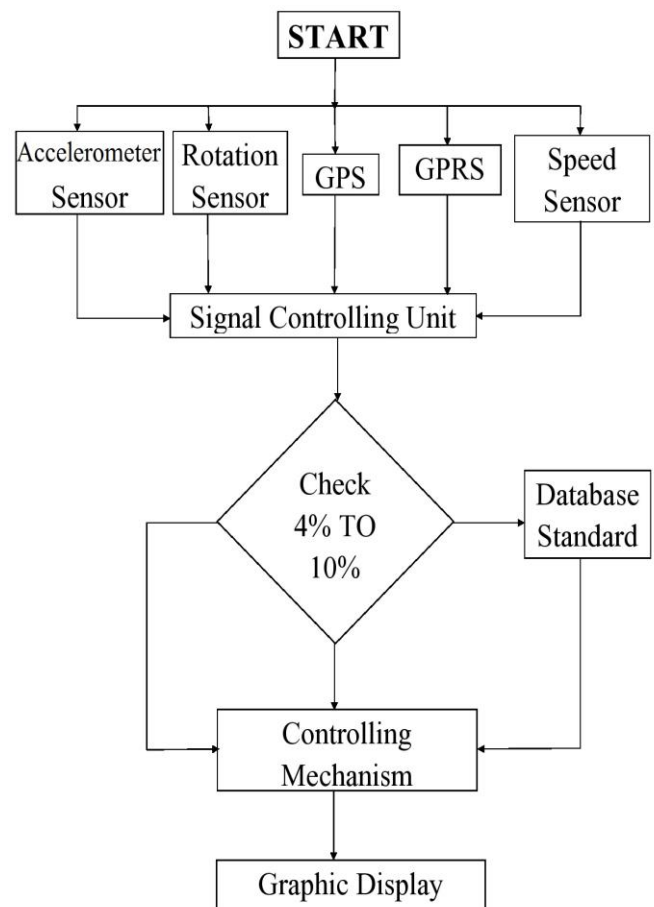 START
Accelerometer
Sensor
Rotation
Sensor
GPS
GPRS
Speed
Sensor
Signal Controlling Unit
Check
4% TO
10%
Database
Standard
Controlling
Mechanism
Graphic Display